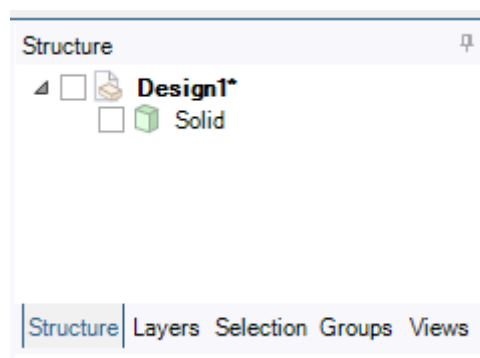 Structure
Design1*
Solid
Structure Layers Selection Groups Views